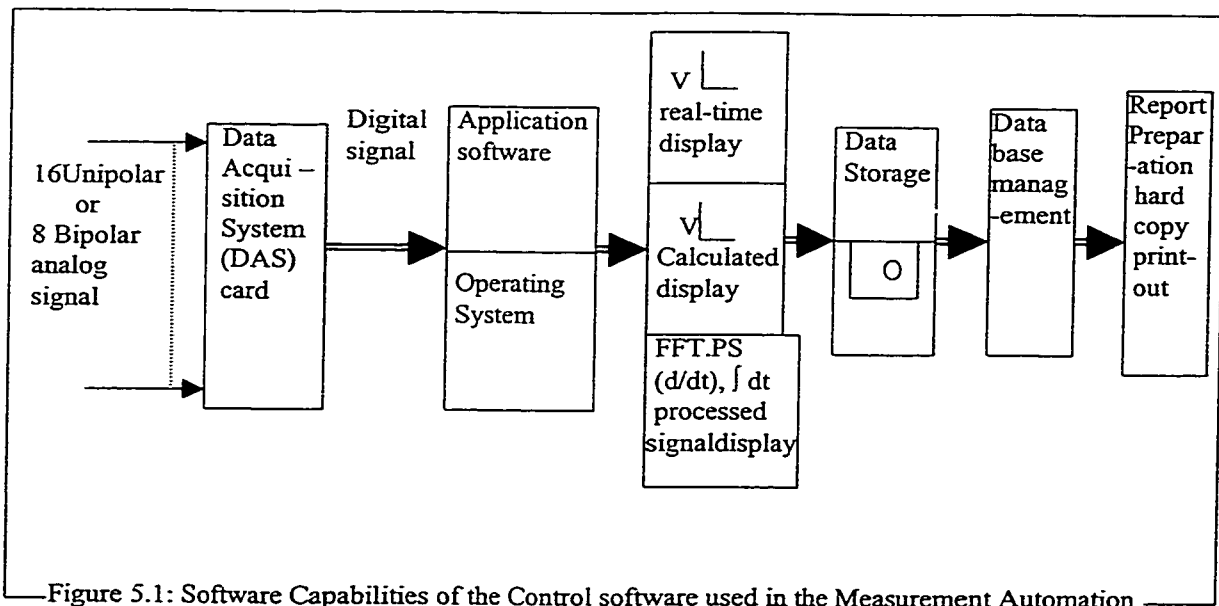 16Unipolar
or
8 Bipolar
analog
signal
Data
Acqui –
sition
System
(DAS)
card
Digital
signal
Application
software
Operating
System
V
real-time
display
V
Calculated
display
FFT.PS
(d/dt), ∫ dt
processed
signaldisplay
Data
Storage
O
Data
base
manag
-ement
Report
Prepar
-ation
hard
copy
print-
out
Figure 5.1: Software Capabilities of the Control software used in the Measurement Automation